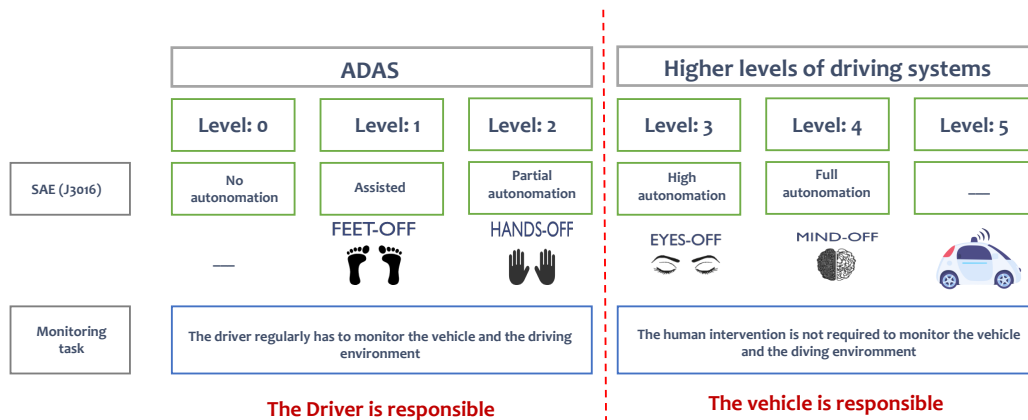 ADAS
Higher levels of driving systems
Level: 0
Level: 1
Level: 2
Level: 3
Level: 4
Level: 5
SAE (J3016)
No
autonomation
Assisted
Partial
autonomation
High
autonomation
Full
autonomation
—
FEET-OFF
HANDS-OFF
EYES-OFF
MIND-OFF
—
Monitoring
task
The driver regularly has to monitor the vehicle and the driving
environment
The human intervention is not required to monitor the vehicle
and the diving enviromment
The Driver is responsible
The vehicle is responsible